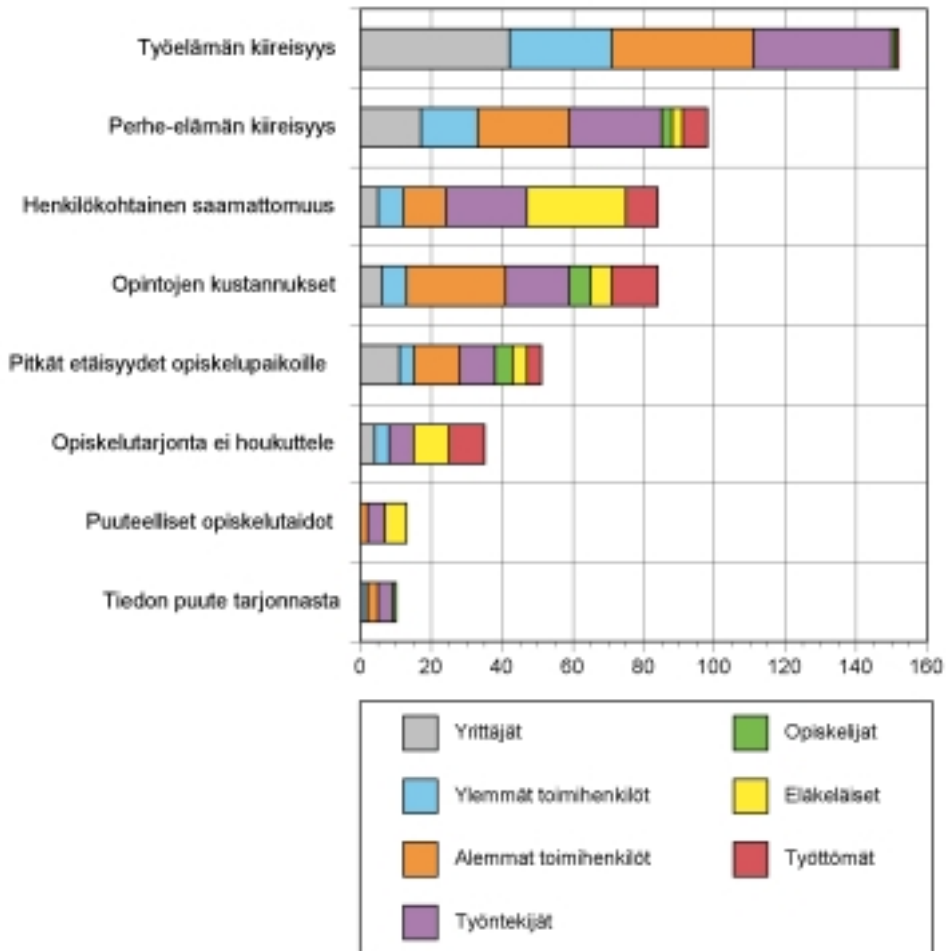 Työelämän kiireisyys
Perhe-elämän kiireisyys
Henkilökohtainen saamattomuus
Opintojen kustannukset
Pitkät etäisyydet opiskelupaikoille
Opiskelutarjonta ei houkuttele
Puuteelliset opiskelutaidot
Tiedon puute tarjonnasta
0 20 40 60 80 100 120 140 160
Yrittäjät
Ylemmät toimihenkilöt
Alemmat toimihenkilöt
Työntekijät
Opiskelijat
Eläkeläiset
Työttömät